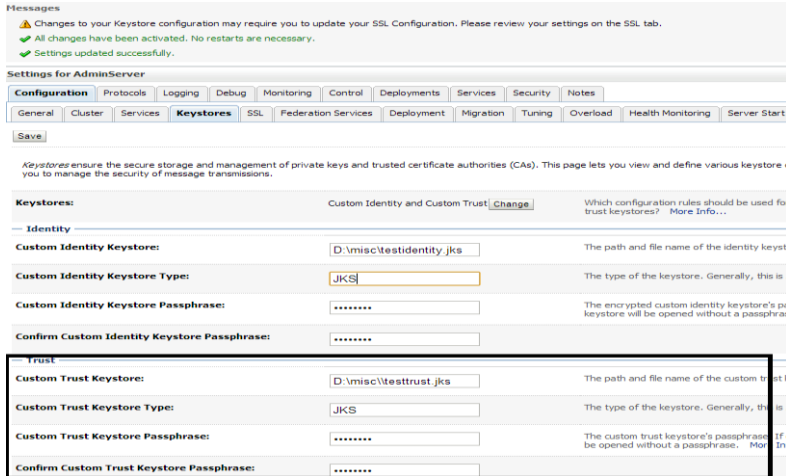 Messages
Changes to your Keystore configuration may require you to update your SSL Configuration. Please review your settings on the SSL tab.
All changes have been activated. No restarts are necessary.
Settings updated successfully.
Settings for AdminServer
Configuration Protocols Logging Debug Monitoring Control Deployments Services Security Notes
General Cluster Services Keystores SSL Federation Services Deployment Migration Tuning Overload Health Monitoring Server Start
Save
Keystores ensure the secure storage and management of private keys and trusted certificate authorities (CAs). This page lets you view and define various keystore
you to manage the security of message transmissions.
Keystores: Custom Identity and Custom Trust Change Which configuration rules should be used fo
trust keystores? More Info...
Identity
Custom Identity Keystore: D:\misc\testidentity.jks The path and file name of the identity keyst
Custom Identity Keystore Type: JKS The type of the keystore. Generally, this is
Custom Identity Keystore Passphrase: •••••••• The encrypted custom identity keystore's pa
keystore will be opened without a passphra
Confirm Custom Identity Keystore Passphrase: ••••••••
Trust
Custom Trust Keystore: D:\misc\\testtrust.jks The path and file name of the custom trust
Custom Trust Keystore Type: JKS The type of the keystore. Generally, this is
Custom Trust Keystore Passphrase: •••••••• The custom trust keystore's passphrase. If
be opened without a passphrase. More In
Confirm Custom Trust Keystore Passphrase: ••••••••